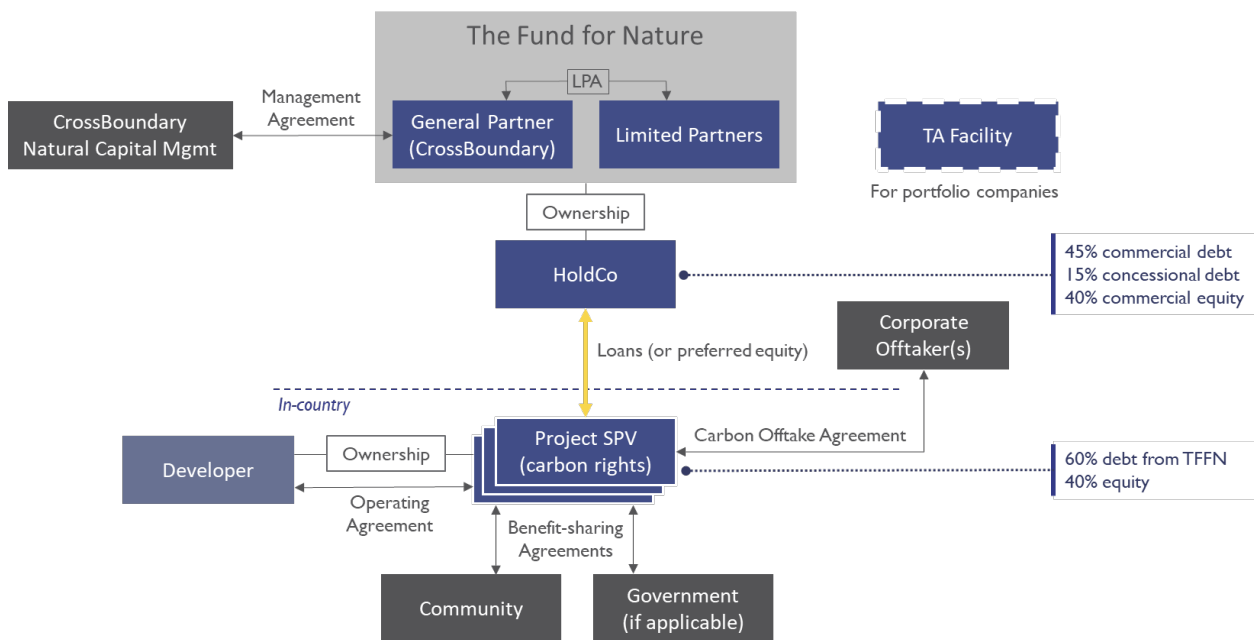 The Fund for Nature
LPA
Management
Agreement
CrossBoundary
Natural Capital Mgmt
General Partner
(CrossBoundary)
Limited Partners
TA Facility
For portfolio companies
Ownership
HoldCo
45% commercial debt
15% concessional debt
40% commercial equity
Corporate
Offtaker(s)
Loans (or preferred equity)
In-country
Developer
Ownership
Project SPV
(carbon rights)
Carbon Offtake Agreement
60% debt from TFFN
40% equity
Operating
Agreement
Benefit-sharing
Agreements
Community
Government
(if applicable)